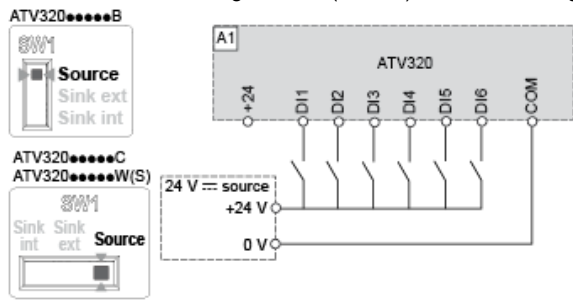 ATV320●●●●●B
SW1
Source
Sink ext
Sink int
ATV320●●●●●C
ATV320●●●●●W(S)
SW1
Sink int
Sink ext
Source
A1
ATV320
+24
DI1
DI2
DI3
DI4
DI5
DI6
COM
24 V ⎓ source
+24 V
0 V